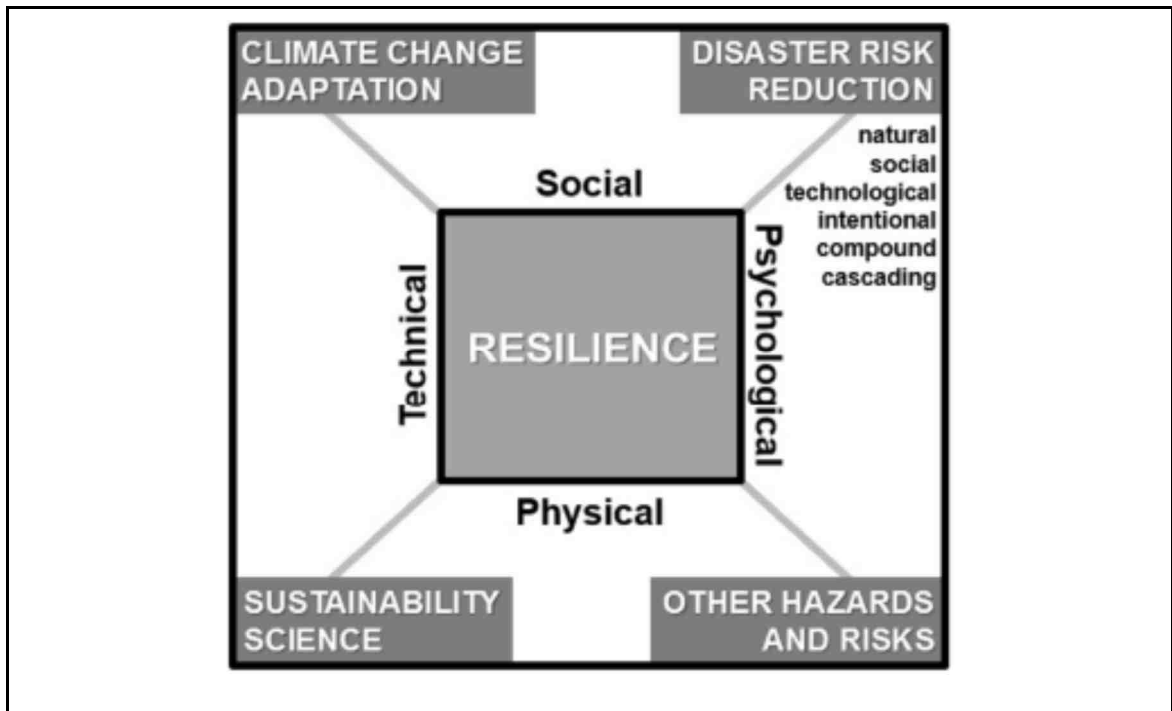 CLIMATE CHANGE
ADAPTATION
DISASTER RISK
REDUCTION
natural
social
technological
intentional
compound
cascading
Social
Technical
RESILIENCE
Psychological
Physical
SUSTAINABILITY
SCIENCE
OTHER HAZARDS
AND RISKS